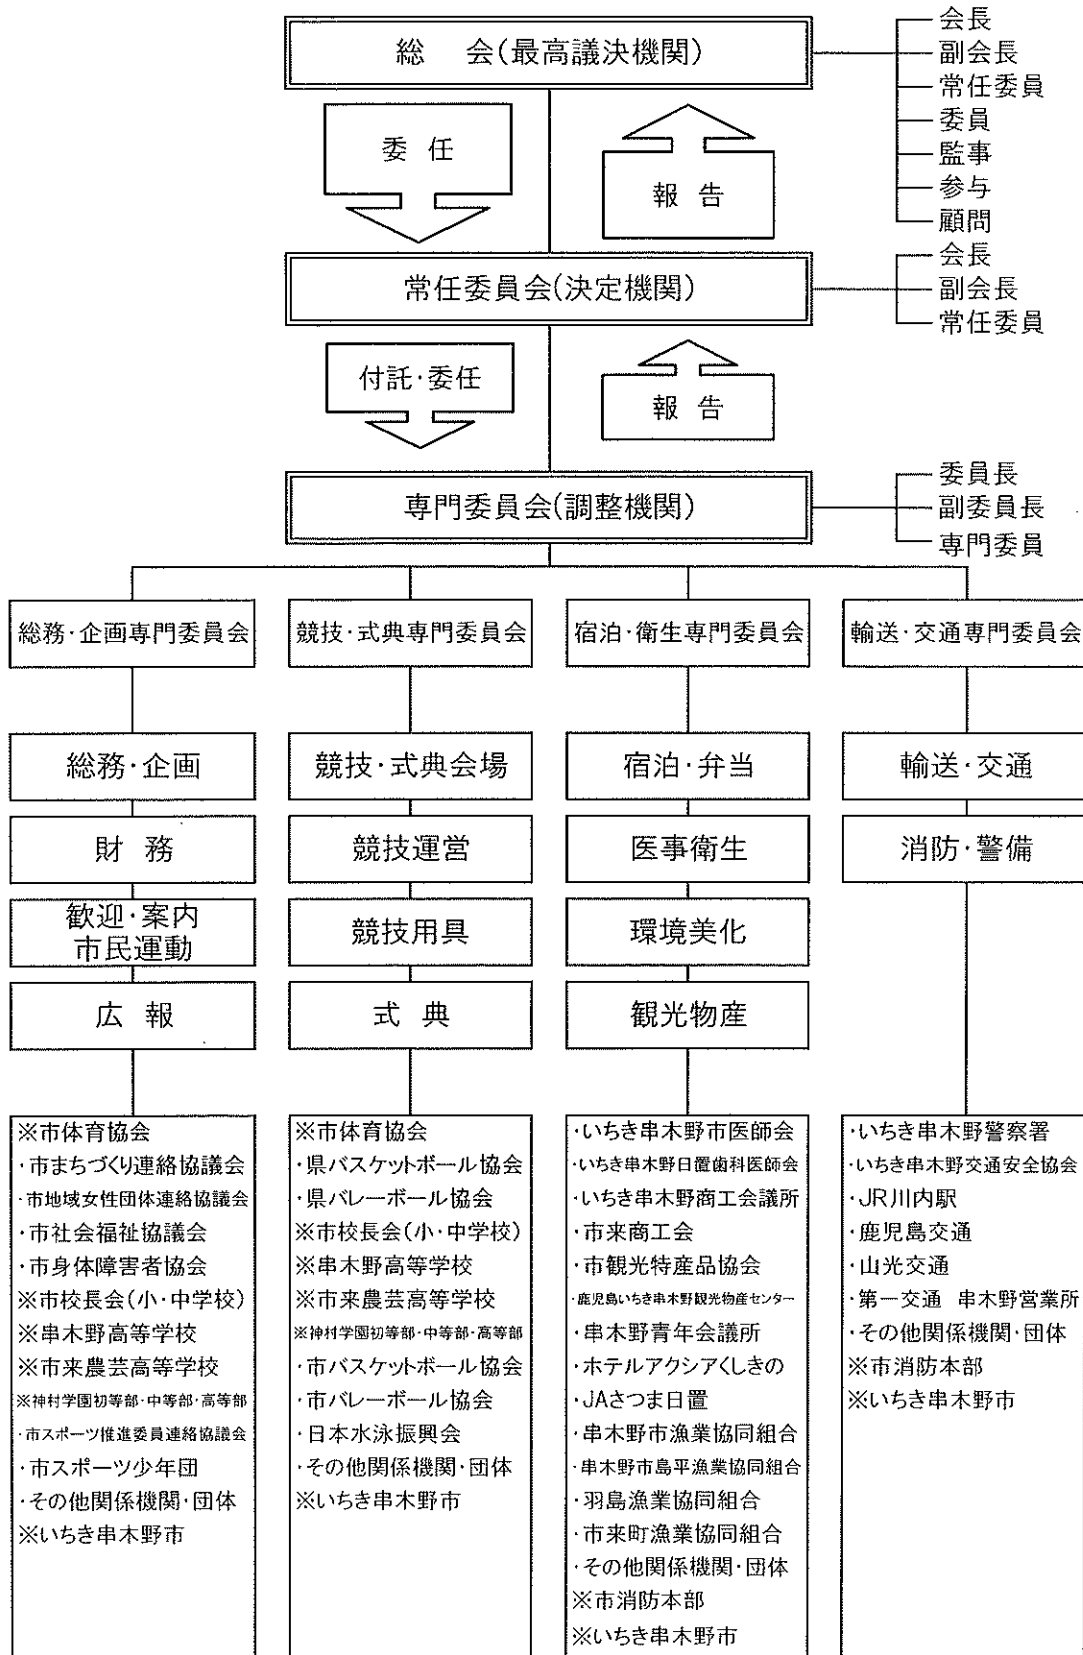 総　会(最高議決機関)
会長
副会長
常任委員
委員
監事
参与
顧問
委 任
報 告
常任委員会(決定機関)
会長
副会長
常任委員
付託・委任
報 告
専門委員会(調整機関)
委員長
副委員長
専門委員
総務・企画専門委員会
総務・企画
財 務
歓迎・案内
市民運動
広 報
※市体育協会
・市まちづくり連絡協議会
・市地域女性団体連絡協議会
・市社会福祉協議会
・市身体障害者協会
※市校長会(小・中学校)
※串木野高等学校
※市来農芸高等学校
※神村学園初等部・中等部・高等部
・市スポーツ推進委員連絡協議会
・市スポーツ少年団
・その他関係機関・団体
※いちき串木野市
競技・式典専門委員会
競技・式典会場
競技運営
競技用具
式 典
※市体育協会
・県バスケットボール協会
・県バレーボール協会
※市校長会(小・中学校)
※串木野高等学校
※市来農芸高等学校
※神村学園初等部・中等部・高等部
・市バスケットボール協会
・市バレーボール協会
・日本水泳振興会
・その他関係機関・団体
※いちき串木野市
宿泊・衛生専門委員会
宿泊・弁当
医事衛生
環境美化
観光物産
・いちき串木野市医師会
・いちき串木野日置歯科医師会
・いちき串木野商工会議所
・市来商工会
・市観光特産品協会
・鹿児島いちき串木野観光物産センター
・串木野青年会議所
・ホテルアクシアくしきの
・JAさつま日置
・串木野市漁業協同組合
・串木野市島平漁業協同組合
・羽島漁業協同組合
・市来町漁業協同組合
・その他関係機関・団体
※市消防本部
※いちき串木野市
輸送・交通専門委員会
輸送・交通
消防・警備
・いちき串木野警察署
・いちき串木野交通安全協会
・JR川内駅
・鹿児島交通
・山光交通
・第一交通　串木野営業所
・その他関係機関・団体
※市消防本部
※いちき串木野市